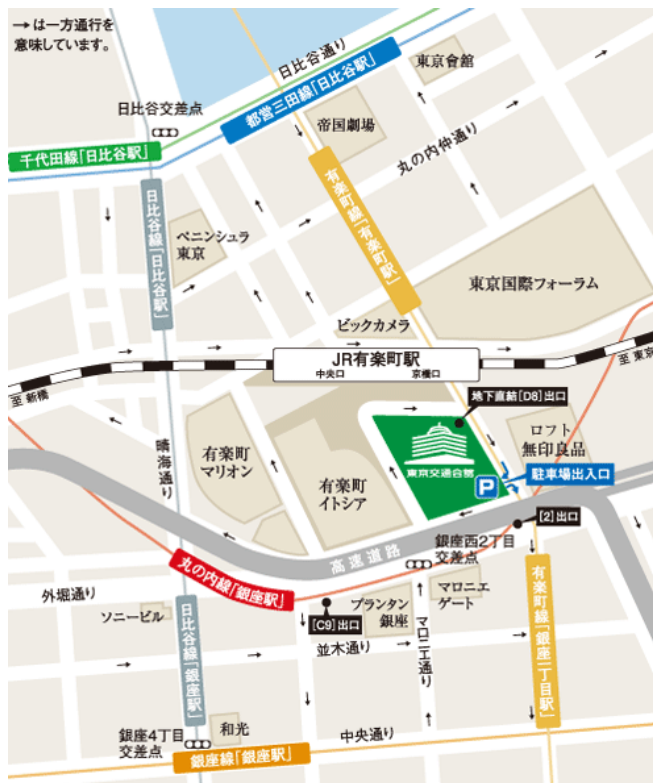 →は一方通行を
意味しています。
日比谷通り
東京會舘
日比谷交差点
都営三田線「日比谷駅」
帝国劇場
千代田線「日比谷駅」
丸の内仲通り
有楽町線「有楽町駅」
日比谷線「日比谷駅」
ペニンシュラ
東京
東京国際フォーラム
ビックカメラ
JR有楽町駅
中央口
京橋口
至 東京
至 新橋
地下直結[D8]出口
ロフト
無印良品
晴海通り
有楽町
マリオン
東京交通会館
有楽町
イトシア
P
駐車場出入口
[2]出口
高速道路
銀座西2丁目
交差点
丸の内線「銀座駅」
外堀通り
マロニエ
ゲート
有楽町線「銀座一丁目駅」
ソニービル
日比谷線「銀座駅」
プランタン
銀座
[C9]出口
マロニエ通り
並木通り
銀座4丁目
交差点
和光
中央通り
銀座線「銀座駅」